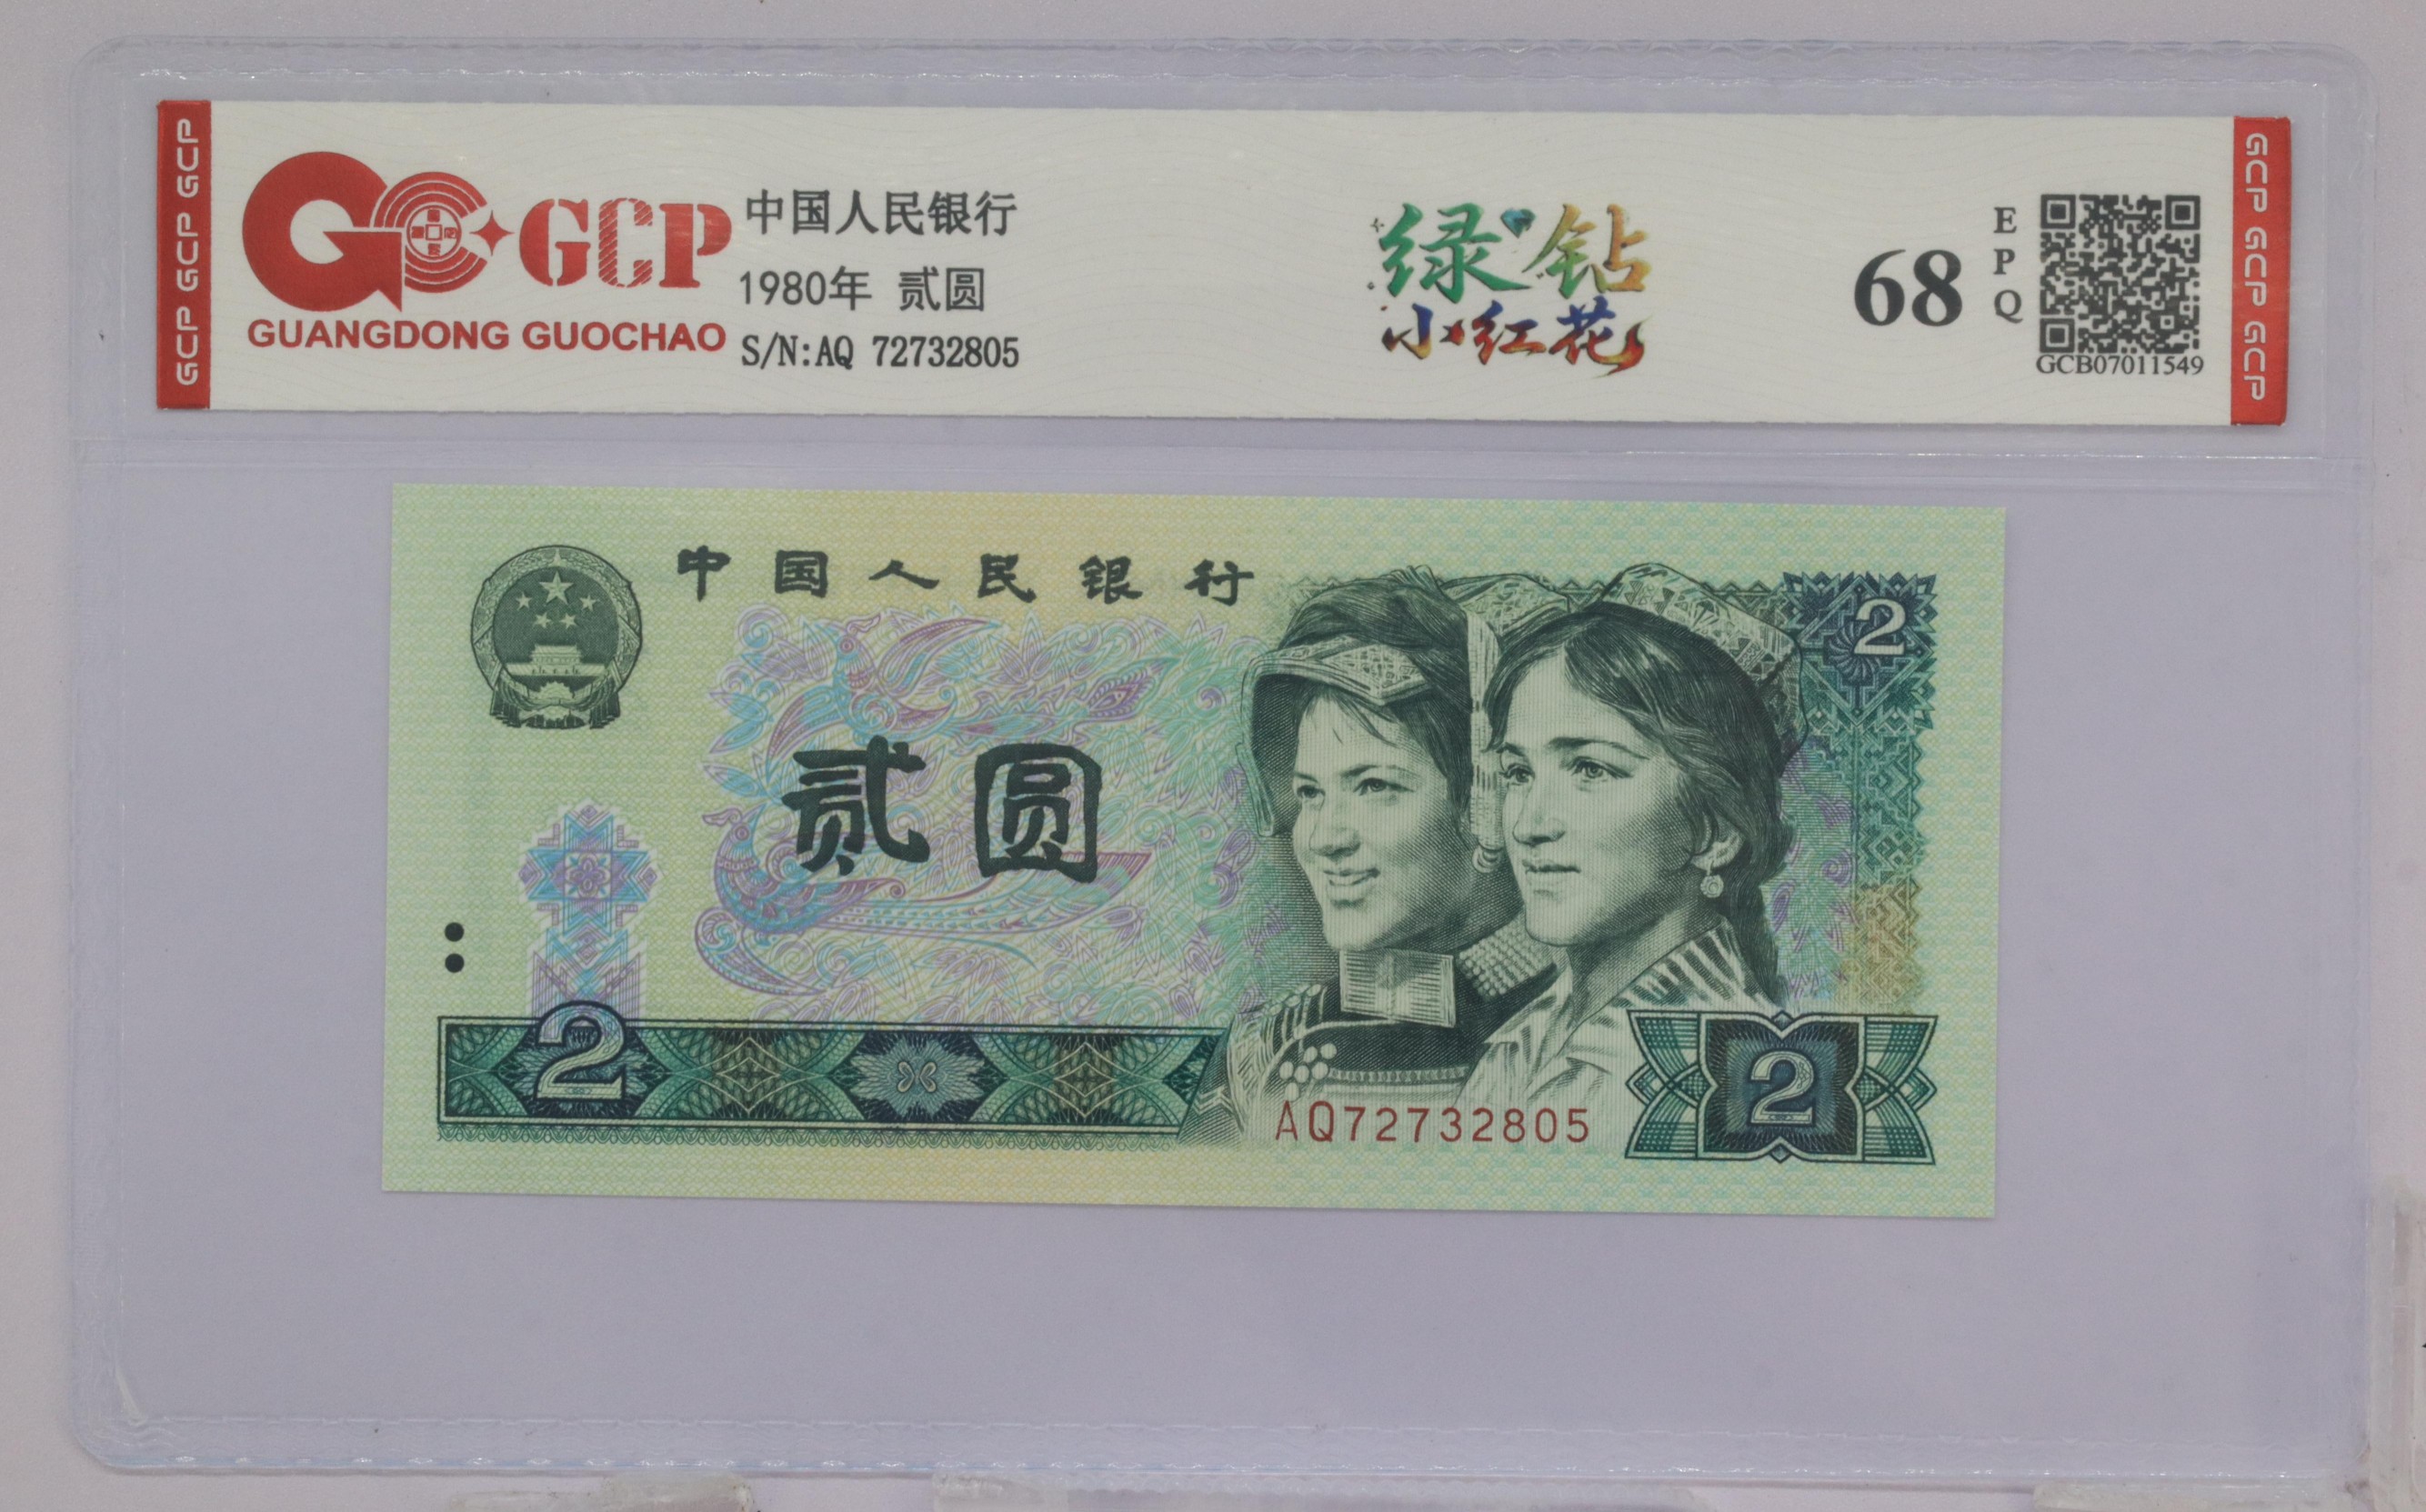 GCP GCP GCP
GCP
GUANGDONG GUOCHAO
中国人民银行
1980年 贰圆
S/N:AQ 72732805
绿钻
小红花
68
EPQ
GCB07011549
GCP GCP GCP
中国人民银行
2
贰圆
2
AQ72732805
2